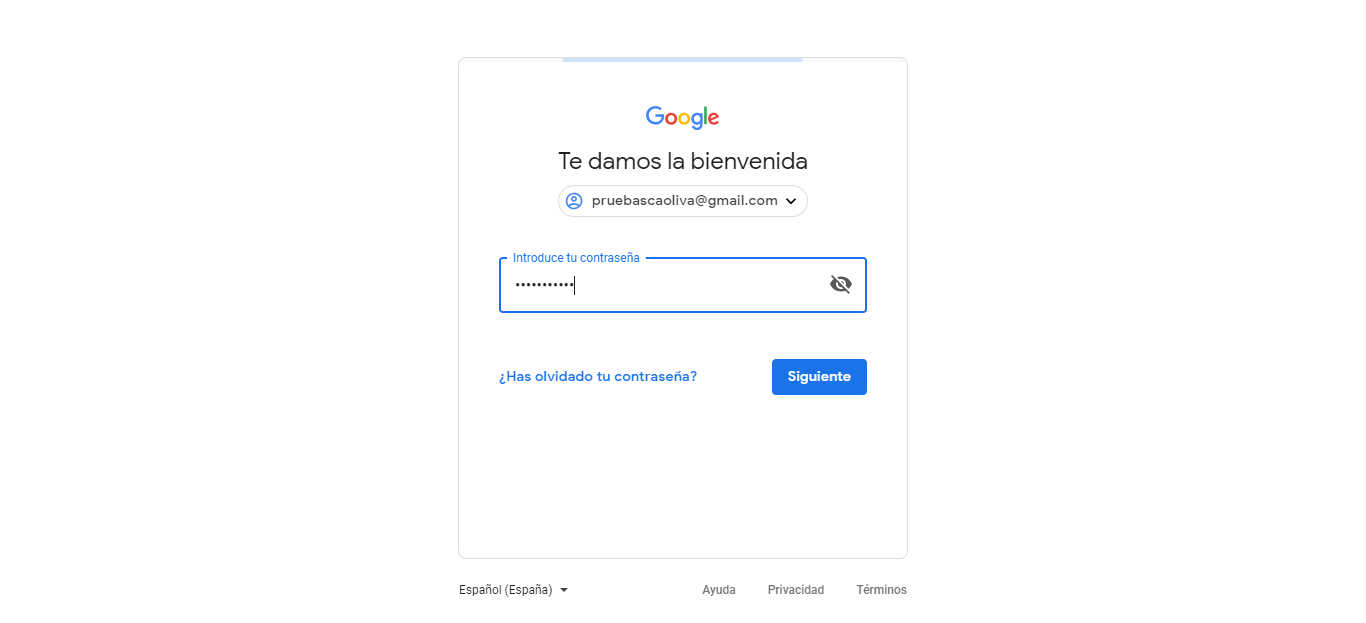 Google
Te damos la bienvenida
pruebascaoliva@gmail.com
Introduce tu contraseña
•••••••••••
¿Has olvidado tu contraseña? Siguiente
Español (España) Ayuda Privacidad Términos